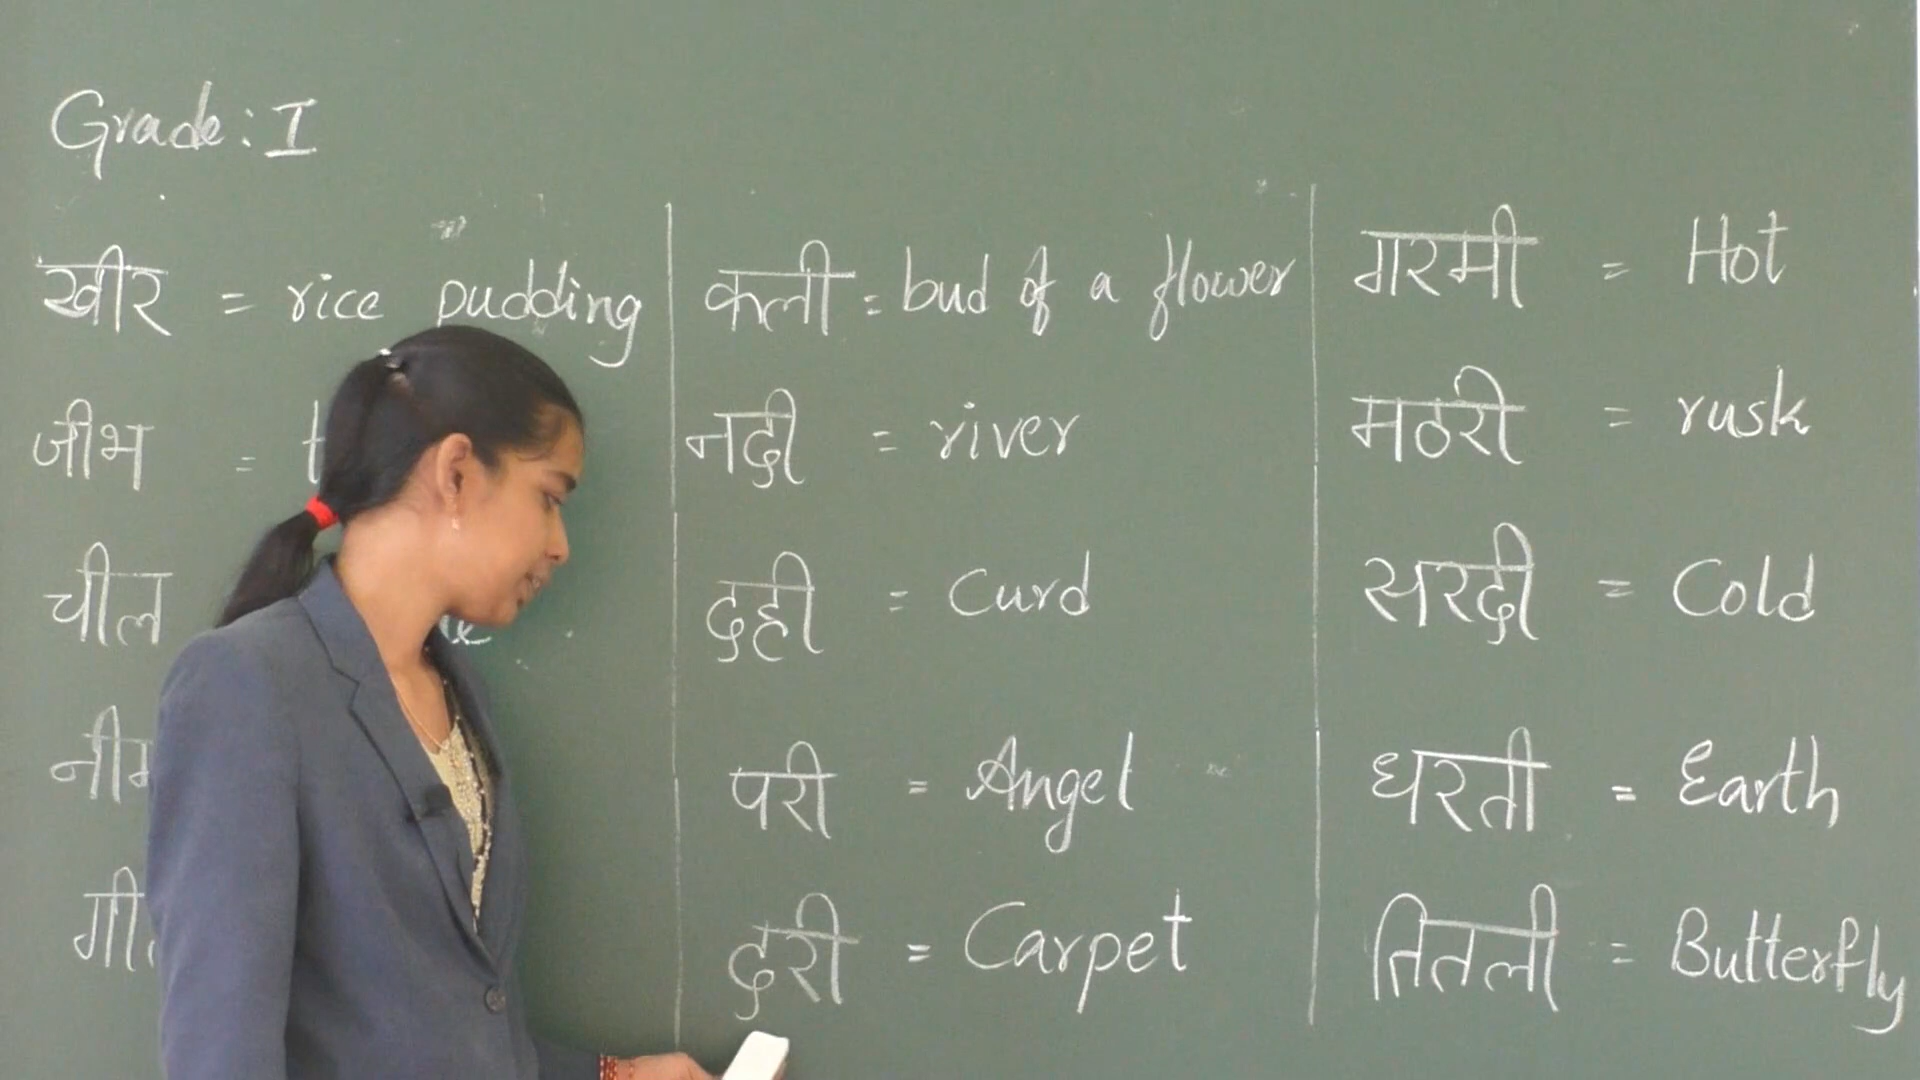 Grade: I
खीर = rice pudding
जीभ =
चील
कली = bud of a flower
नदी = river
दही = Curd
परी = Angel
दरी = Carpet
गरमी = Hot
मठरी = rusk
सरदी = Cold
धरती = Earth
तितली = Butterfly